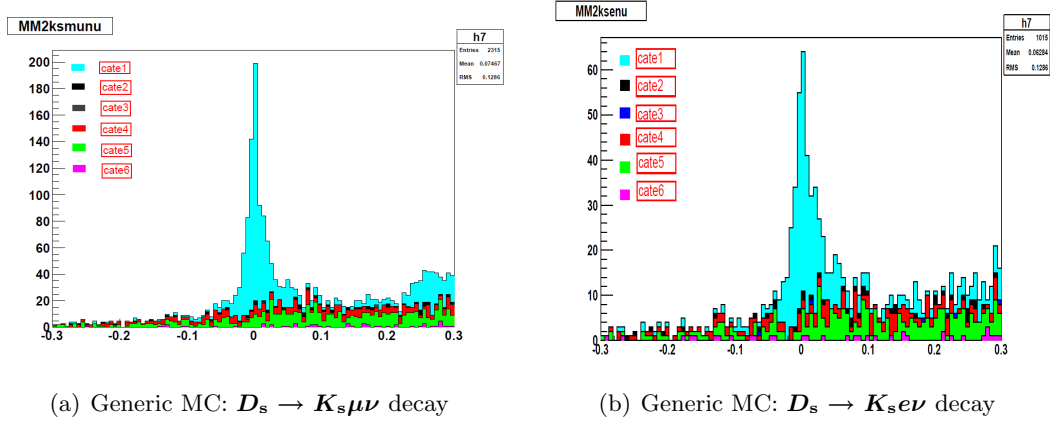 MM2ksmunu
h7
Entries 2315
Mean 0.07467
RMS 0.1286
200
180
160
140
120
100
80
60
40
20
0
cate1
cate2
cate3
cate4
cate5
cate6
-0.3 -0.2 -0.1 0 0.1 0.2 0.3
(a) Generic MC: Ds → Ksμν decay
MM2ksenu
h7
Entries 1015
Mean 0.06284
RMS 0.1286
60
50
40
30
20
10
0
cate1
cate2
cate3
cate4
cate5
cate6
-0.3 -0.2 -0.1 0 0.1 0.2 0.3
(b) Generic MC: Ds → Kseν decay